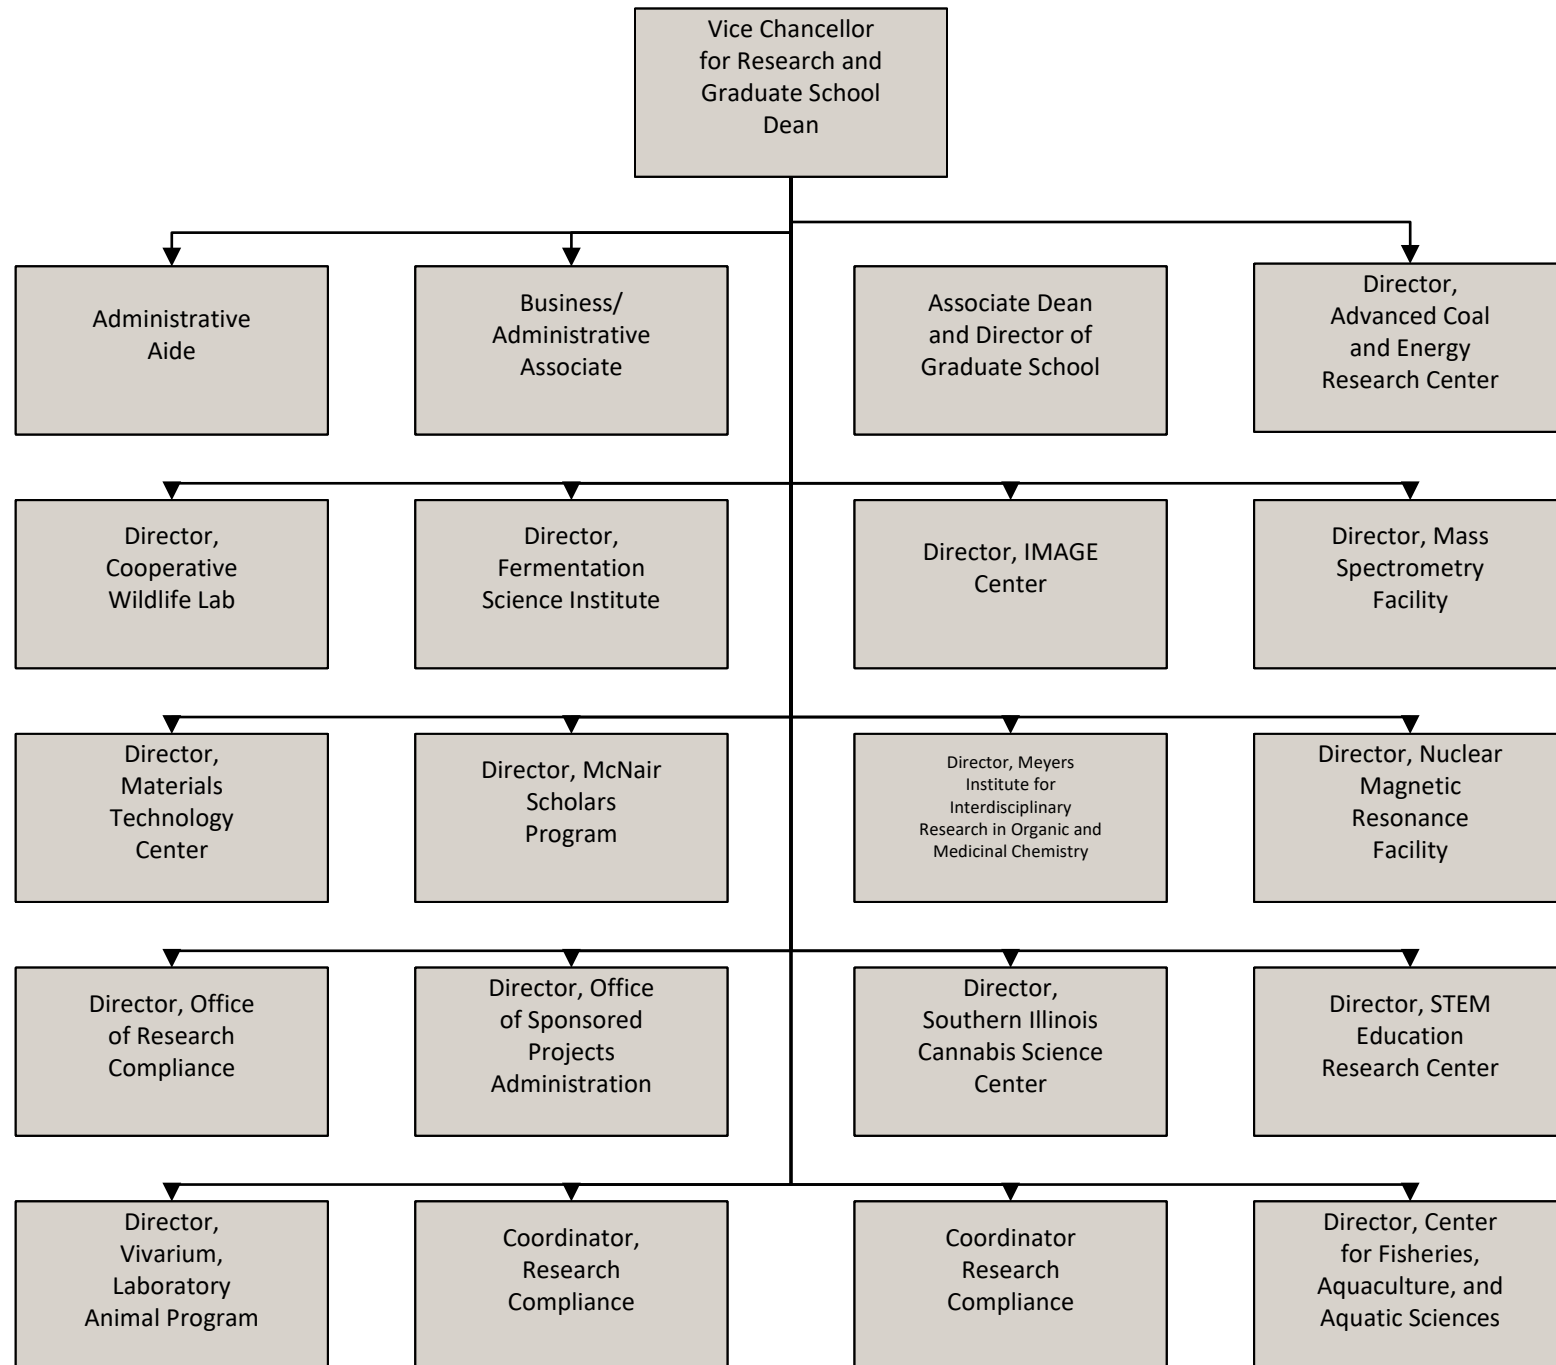 Vice Chancellor
for Research and
Graduate School
Dean
Administrative
Aide
Business/
Administrative
Associate
Associate Dean
and Director of
Graduate School
Director,
Advanced Coal
and Energy
Research Center
Director,
Cooperative
Wildlife Lab
Director,
Fermentation
Science Institute
Director, IMAGE
Center
Director, Mass
Spectrometry
Facility
Director,
Materials
Technology
Center
Director, McNair
Scholars
Program
Director, Meyers
Institute for
Interdisciplinary
Research in Organic and
Medicinal Chemistry
Director, Nuclear
Magnetic
Resonance
Facility
Director, Office
of Research
Compliance
Director, Office
of Sponsored
Projects
Administration
Director,
Southern Illinois
Cannabis Science
Center
Director, STEM
Education
Research Center
Director,
Vivarium,
Laboratory
Animal Program
Coordinator,
Research
Compliance
Coordinator
Research
Compliance
Director, Center
for Fisheries,
Aquaculture, and
Aquatic Sciences